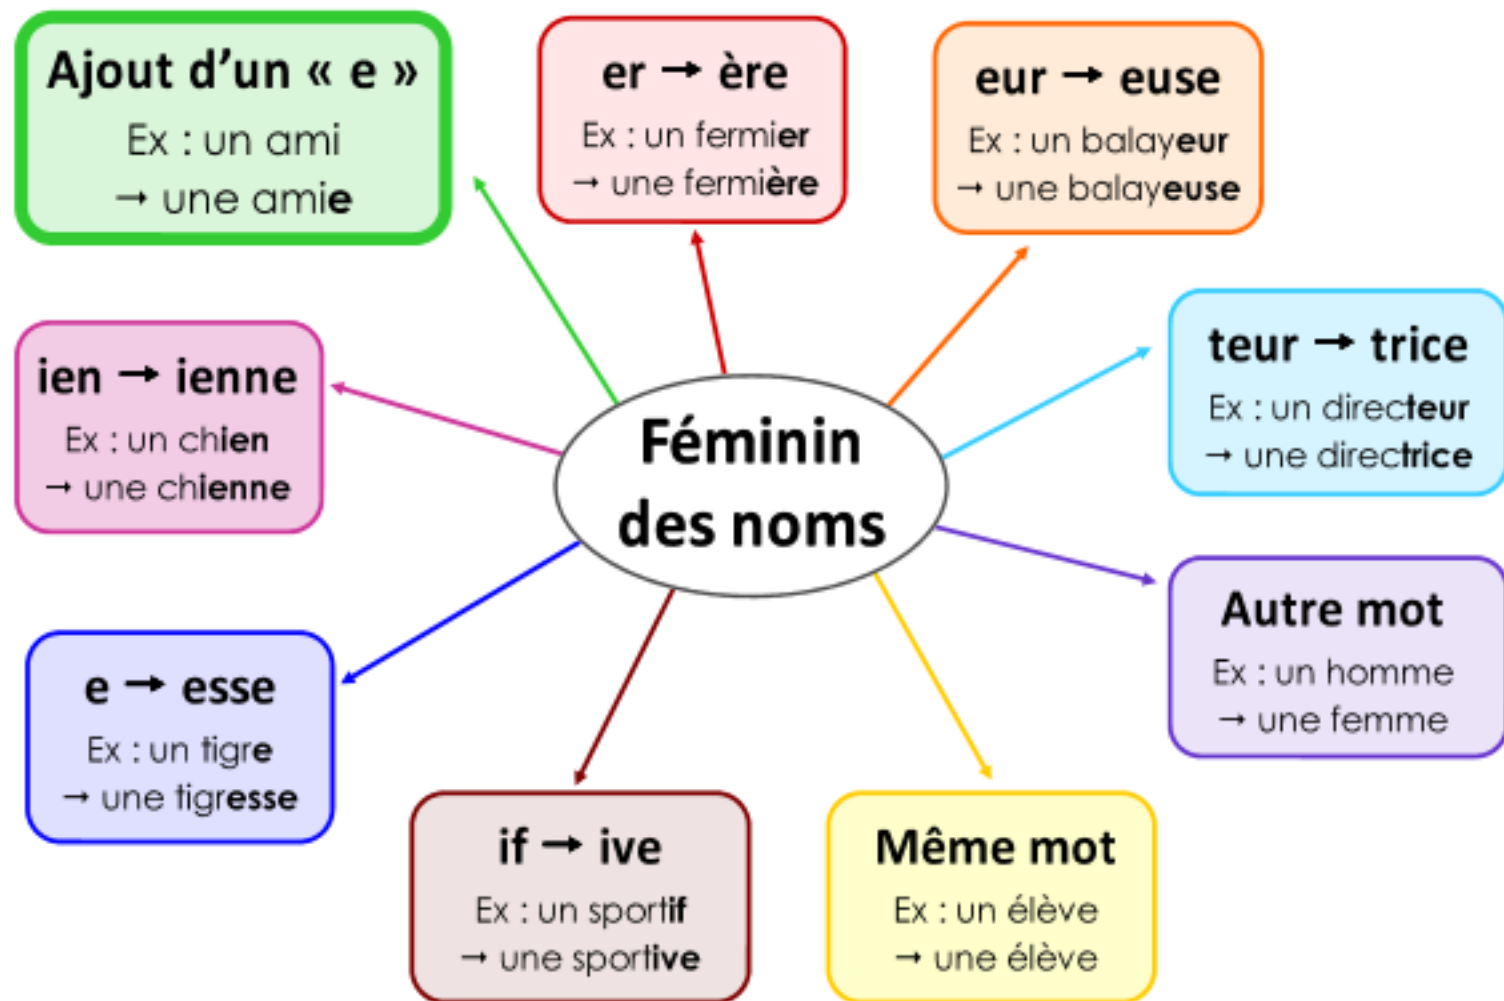 Ajout d'un « e »
Ex : un ami
→ une amie
er → ère
Ex : un fermier
→ une fermière
eur → euse
Ex : un balayeur
→ une balayeuse
teur → trice
Ex : un directeur
→ une directrice
ien → ienne
Ex : un chien
→ une chienne
Féminin
des noms
Autre mot
Ex : un homme
→ une femme
e → esse
Ex : un tigre
→ une tigresse
if → ive
Ex : un sportif
→ une sportive
Même mot
Ex : un élève
→ une élève